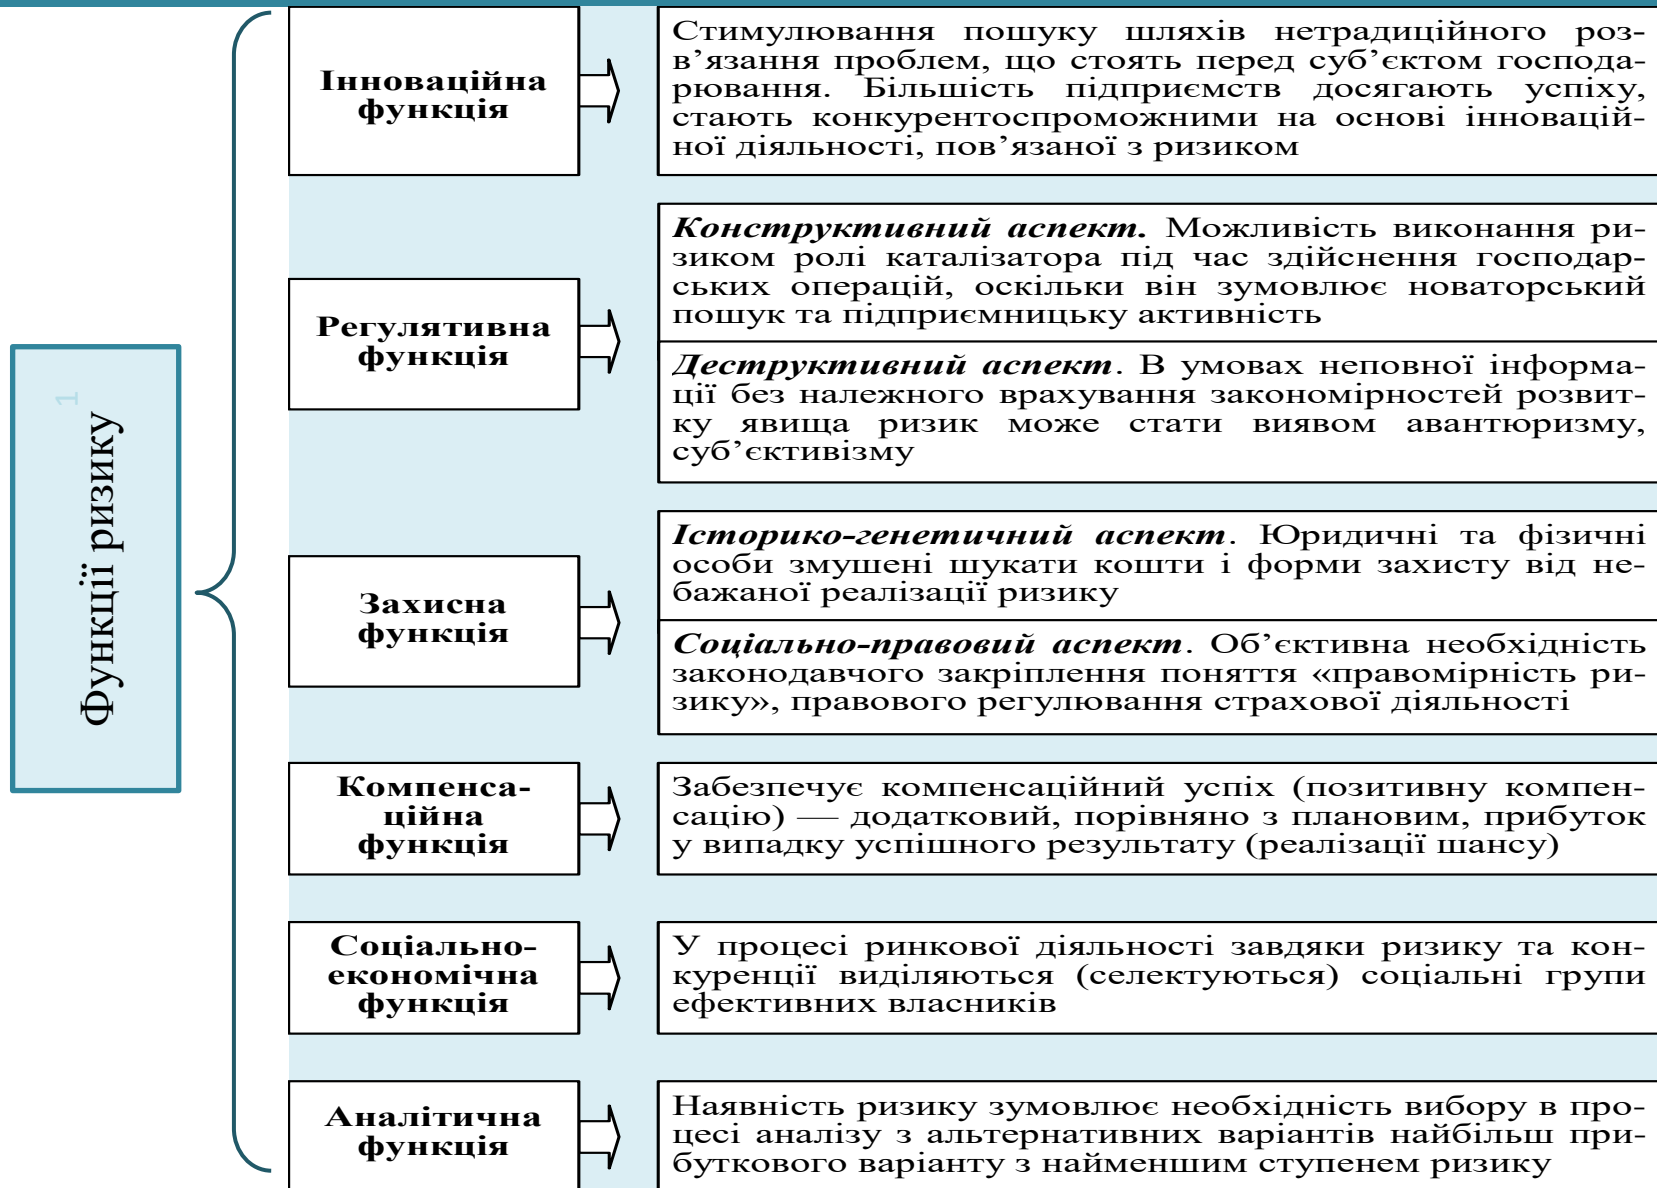 Функції ризику
1
Інноваційна
функція
Стимулювання пошуку шляхів нетрадиційного роз-
в’язання проблем, що стоять перед суб’єктом господа-
рювання. Більшість підприємств досягають успіху,
стають конкурентоспроможними на основі інновацій-
ної діяльності, пов’язаної з ризиком
Регулятивна
функція
Конструктивний аспект. Можливість виконання ри-
зиком ролі каталізатора під час здійснення господар-
ських операцій, оскільки він зумовлює новаторський
пошук та підприємницьку активність
Деструктивний аспект. В умовах неповної інформа-
ції без належного врахування закономірностей розвит-
ку явища ризик може стати виявом авантюризму,
суб’єктивізму
Захисна
функція
Історико-генетичний аспект. Юридичні та фізичні
особи змушені шукати кошти і форми захисту від не-
бажаної реалізації ризику
Соціально-правовий аспект. Об’єктивна необхідність
законодавчого закріплення поняття «правомірність ри-
зику», правового регулювання страхової діяльності
Компенса-
ційна
функція
Забезпечує компенсаційний успіх (позитивну компен-
сацію) — додатковий, порівняно з плановим, прибуток
у випадку успішного результату (реалізації шансу)
Соціально-
економічна
функція
У процесі ринкової діяльності завдяки ризику та кон-
куренції виділяються (селектуються) соціальні групи
ефективних власників
Аналітична
функція
Наявність ризику зумовлює необхідність вибору в про-
цесі аналізу з альтернативних варіантів найбільш при-
буткового варіанту з найменшим ступенем ризику